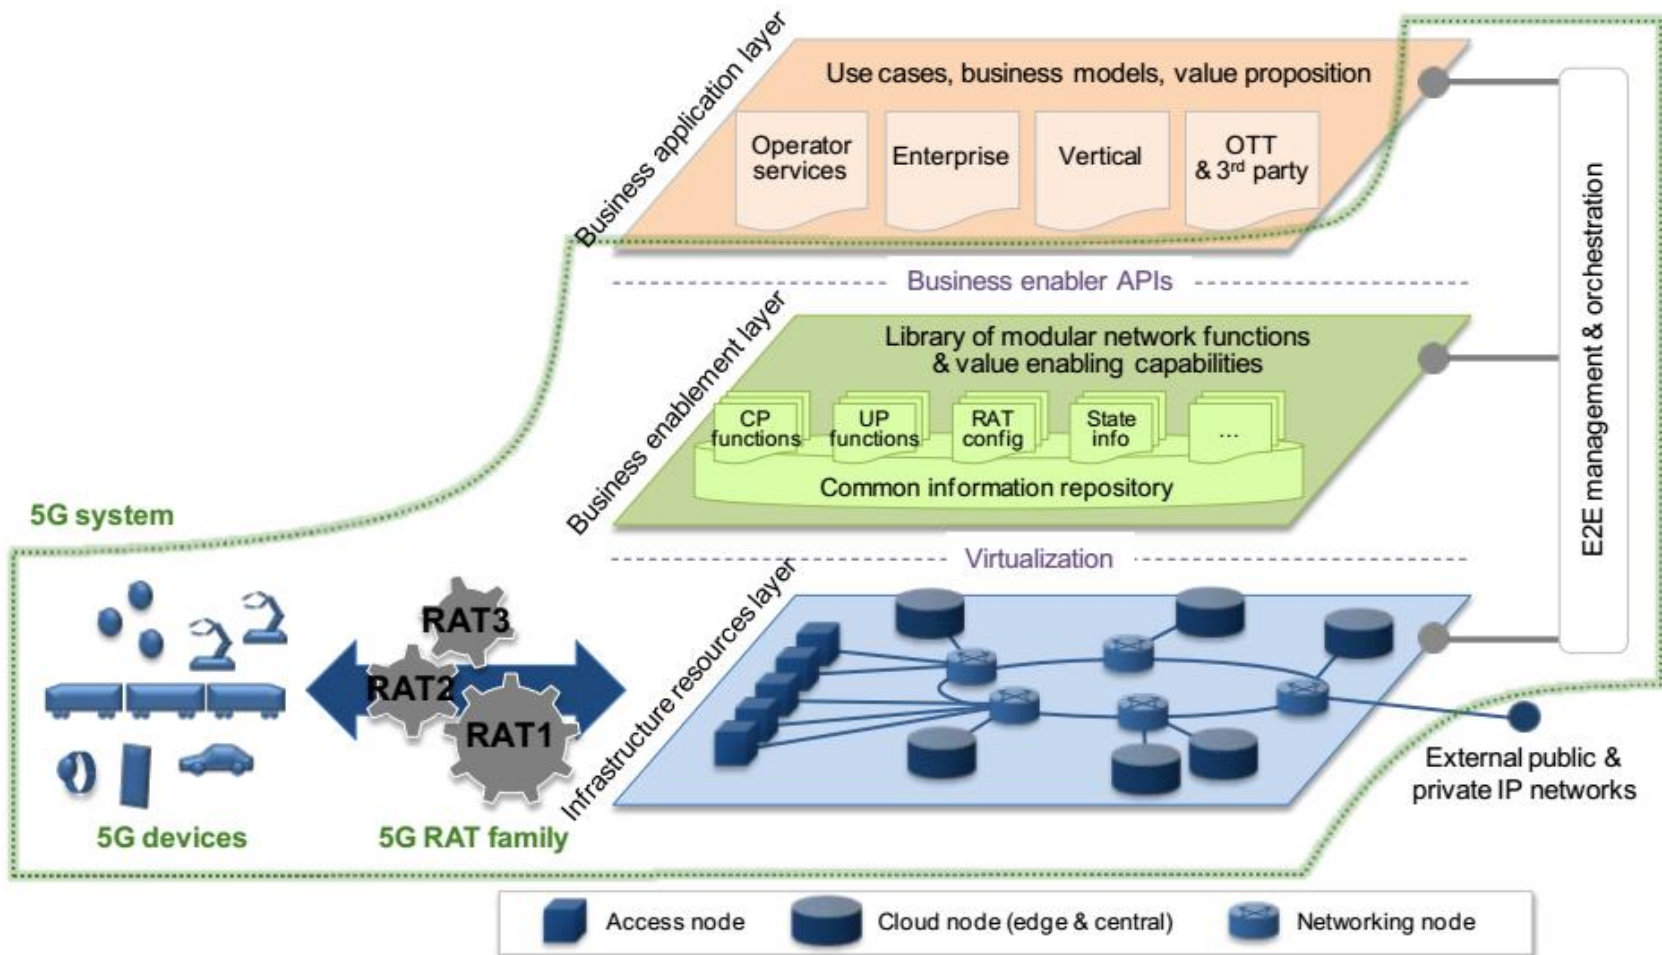 Business application layer
Use cases, business models, value proposition
Operator
services
Enterprise
Vertical
OTT
& 3rd party
Business enabler APIs
Business enablement layer
Library of modular network functions
& value enabling capabilities
CP
functions
UP
functions
RAT
config
State
info
...
Common information repository
E2E management & orchestration
5G system
Virtualization
Infrastructure resources layer
RAT3
RAT2
RAT1
5G devices
5G RAT family
External public &
private IP networks
Access node
Cloud node (edge & central)
Networking node